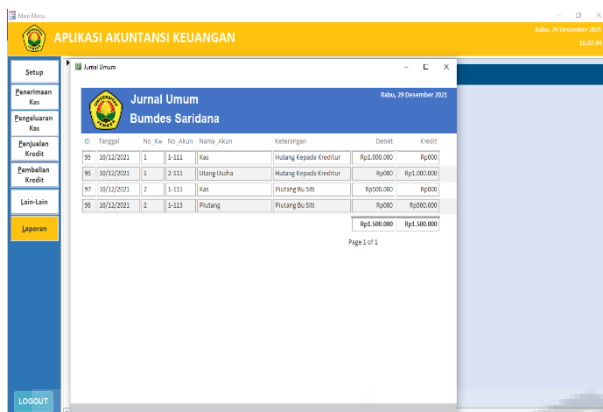 Main Menu
APLIKASI AKUNTANSI KEUANGAN
Rabu, 29 Desember 2021
16.07.44
Setup
Penerimaan
Kas
Pengeluaran
Kas
Penjualan
Kredit
Pembelian
Kredit
Lain-Lain
Laporan
LOGOUT
Jurnal Umum
Jurnal Umum
Bumdes Saridana
Rabu, 29 Desember 2021
ID Tanggal No_Kw No_Akun Nama_Akun Keterangan Debet Kredit
95 10/12/2021 1 1-111 Kas Hutang Kepada Kreditur Rp1.000.000 Rp000
96 10/12/2021 1 2-111 Utang Usaha Hutang Kepada Kreditur Rp000 Rp1.000.000
97 10/12/2021 2 1-111 Kas Piutang Bu Siti Rp500.000 Rp000
98 10/12/2021 2 1-113 Piutang Piutang Bu Siti Rp000 Rp500.000
Rp1.500.000 Rp1.500.000
Page 1 of 1